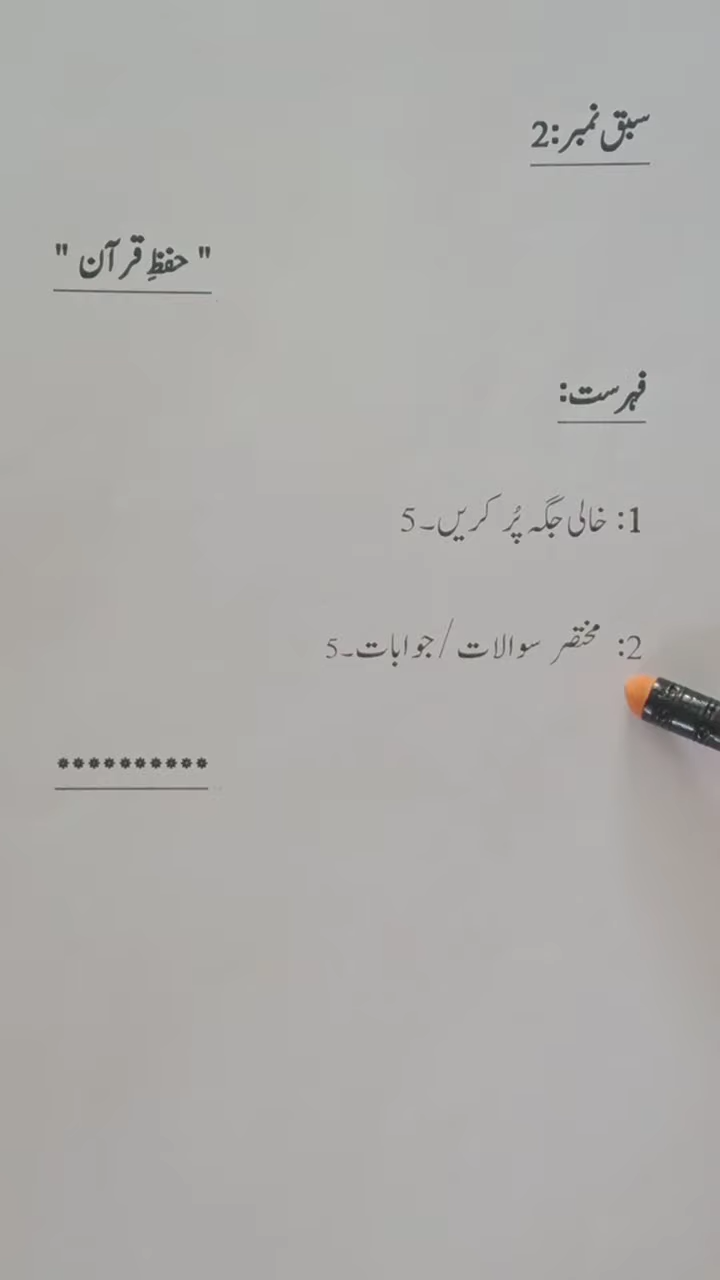 سبق نمبر:2
" حفظِ قرآن "
فہرست:
1: خالی جگہ پُر کریں۔5
2: مختصر سوالات/جوابات۔5
**********